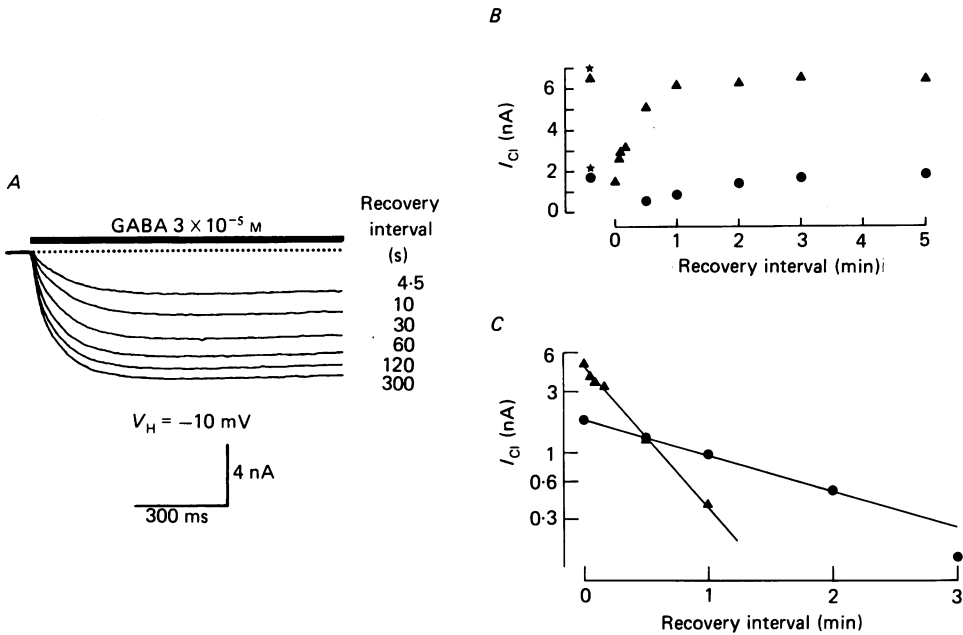 A
GABA 3 × 10⁻⁵ M
Recovery
interval
(s)
4·5
10
30
60
120
300
V_H = −10 mV
4 nA
300 ms
B
I_Cl (nA)
6
4
2
0
0 1 2 3 5
Recovery interval (min)
C
I_Cl (nA)
6
3
1
0·6
0·3
0 1 2 3
Recovery interval (min)